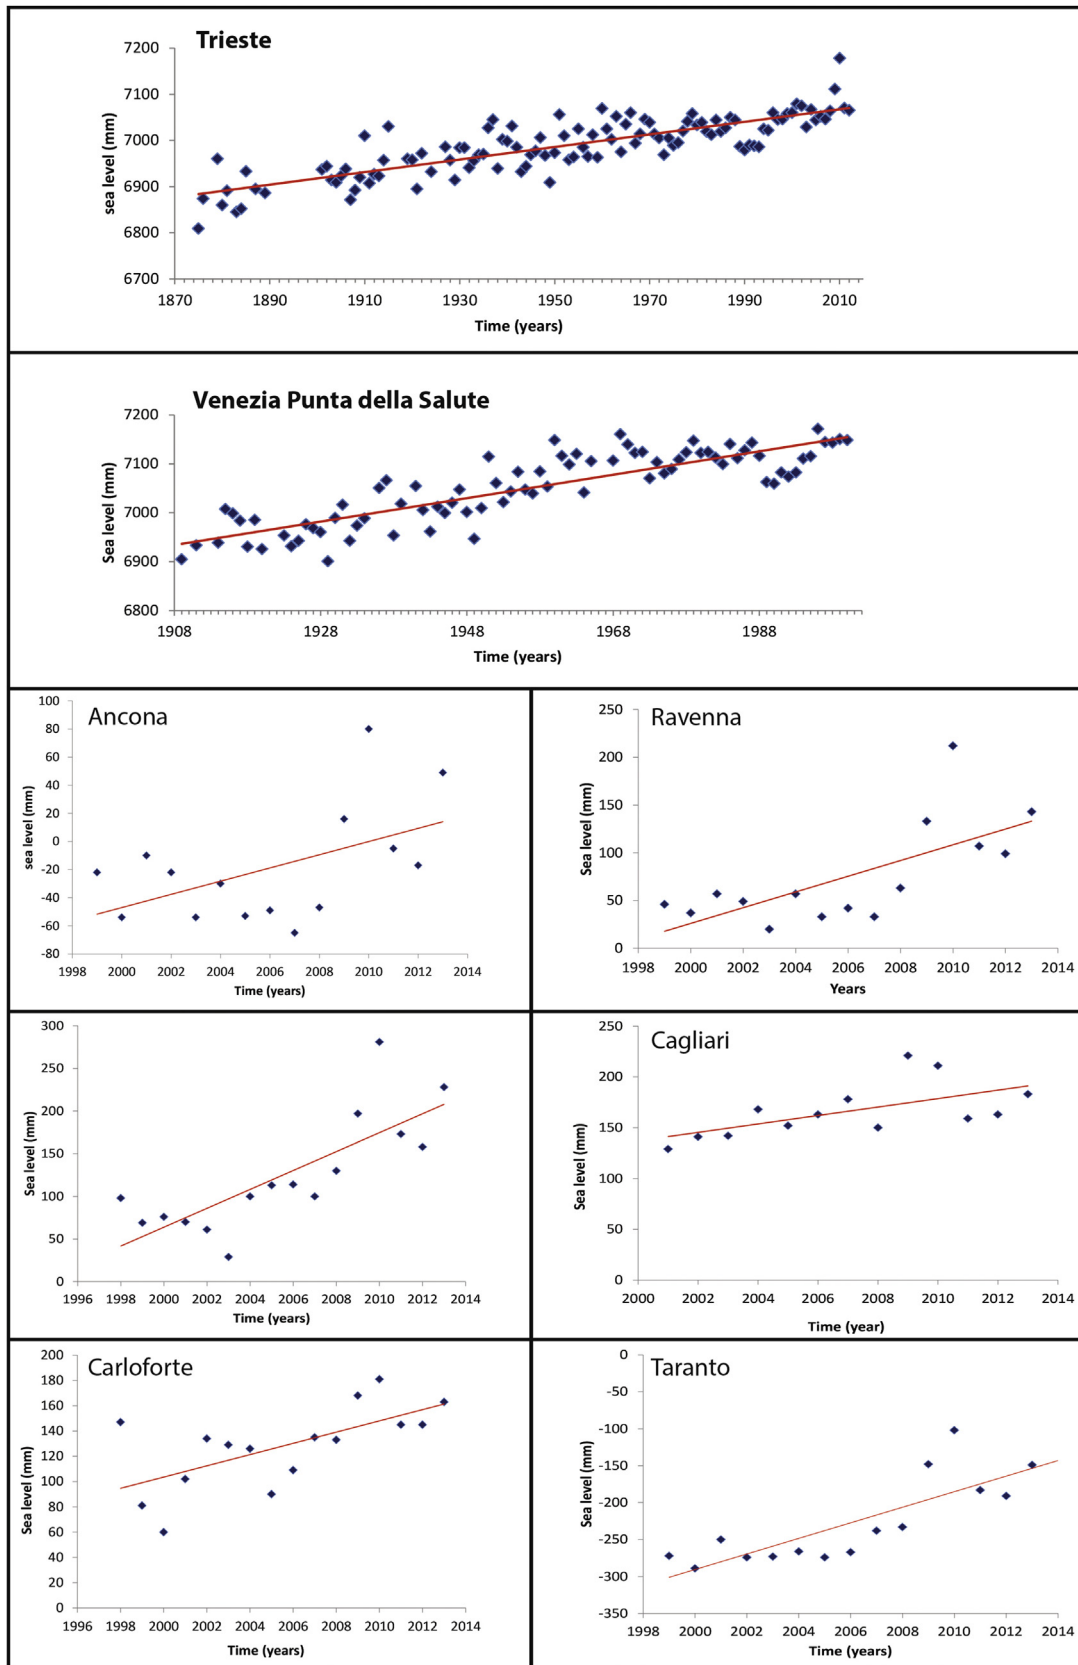 Trieste
7200
7100
7000
6900
6800
6700
sea level (mm)
1870 1890 1910 1930 1950 1970 1990 2010
Time (years)
Venezia Punta della Salute
7200
7100
7000
6900
6800
Sea level (mm)
1908 1928 1948 1968 1988
Time (years)
Ancona
100
80
60
40
20
0
-20
-40
-60
-80
sea level (mm)
1998 2000 2002 2004 2006 2008 2010 2012 2014
Time (years)
Ravenna
250
200
150
100
50
0
Sea level (mm)
1998 2000 2002 2004 2006 2008 2010 2012 2014
Years
300
250
200
150
100
50
0
Sea level (mm)
1996 1998 2000 2002 2004 2006 2008 2010 2012 2014
Time (years)
Cagliari
250
200
150
100
50
0
Sea level (mm)
2000 2002 2004 2006 2008 2010 2012 2014
Time (year)
Carloforte
200
180
160
140
120
100
80
60
40
20
0
Sea level (mm)
1996 1998 2000 2002 2004 2006 2008 2010 2012 2014
Time (years)
Taranto
0
-50
-100
-150
-200
-250
-300
-350
Sea level (mm)
1998 2000 2002 2004 2006 2008 2010 2012 2014
Time (years)